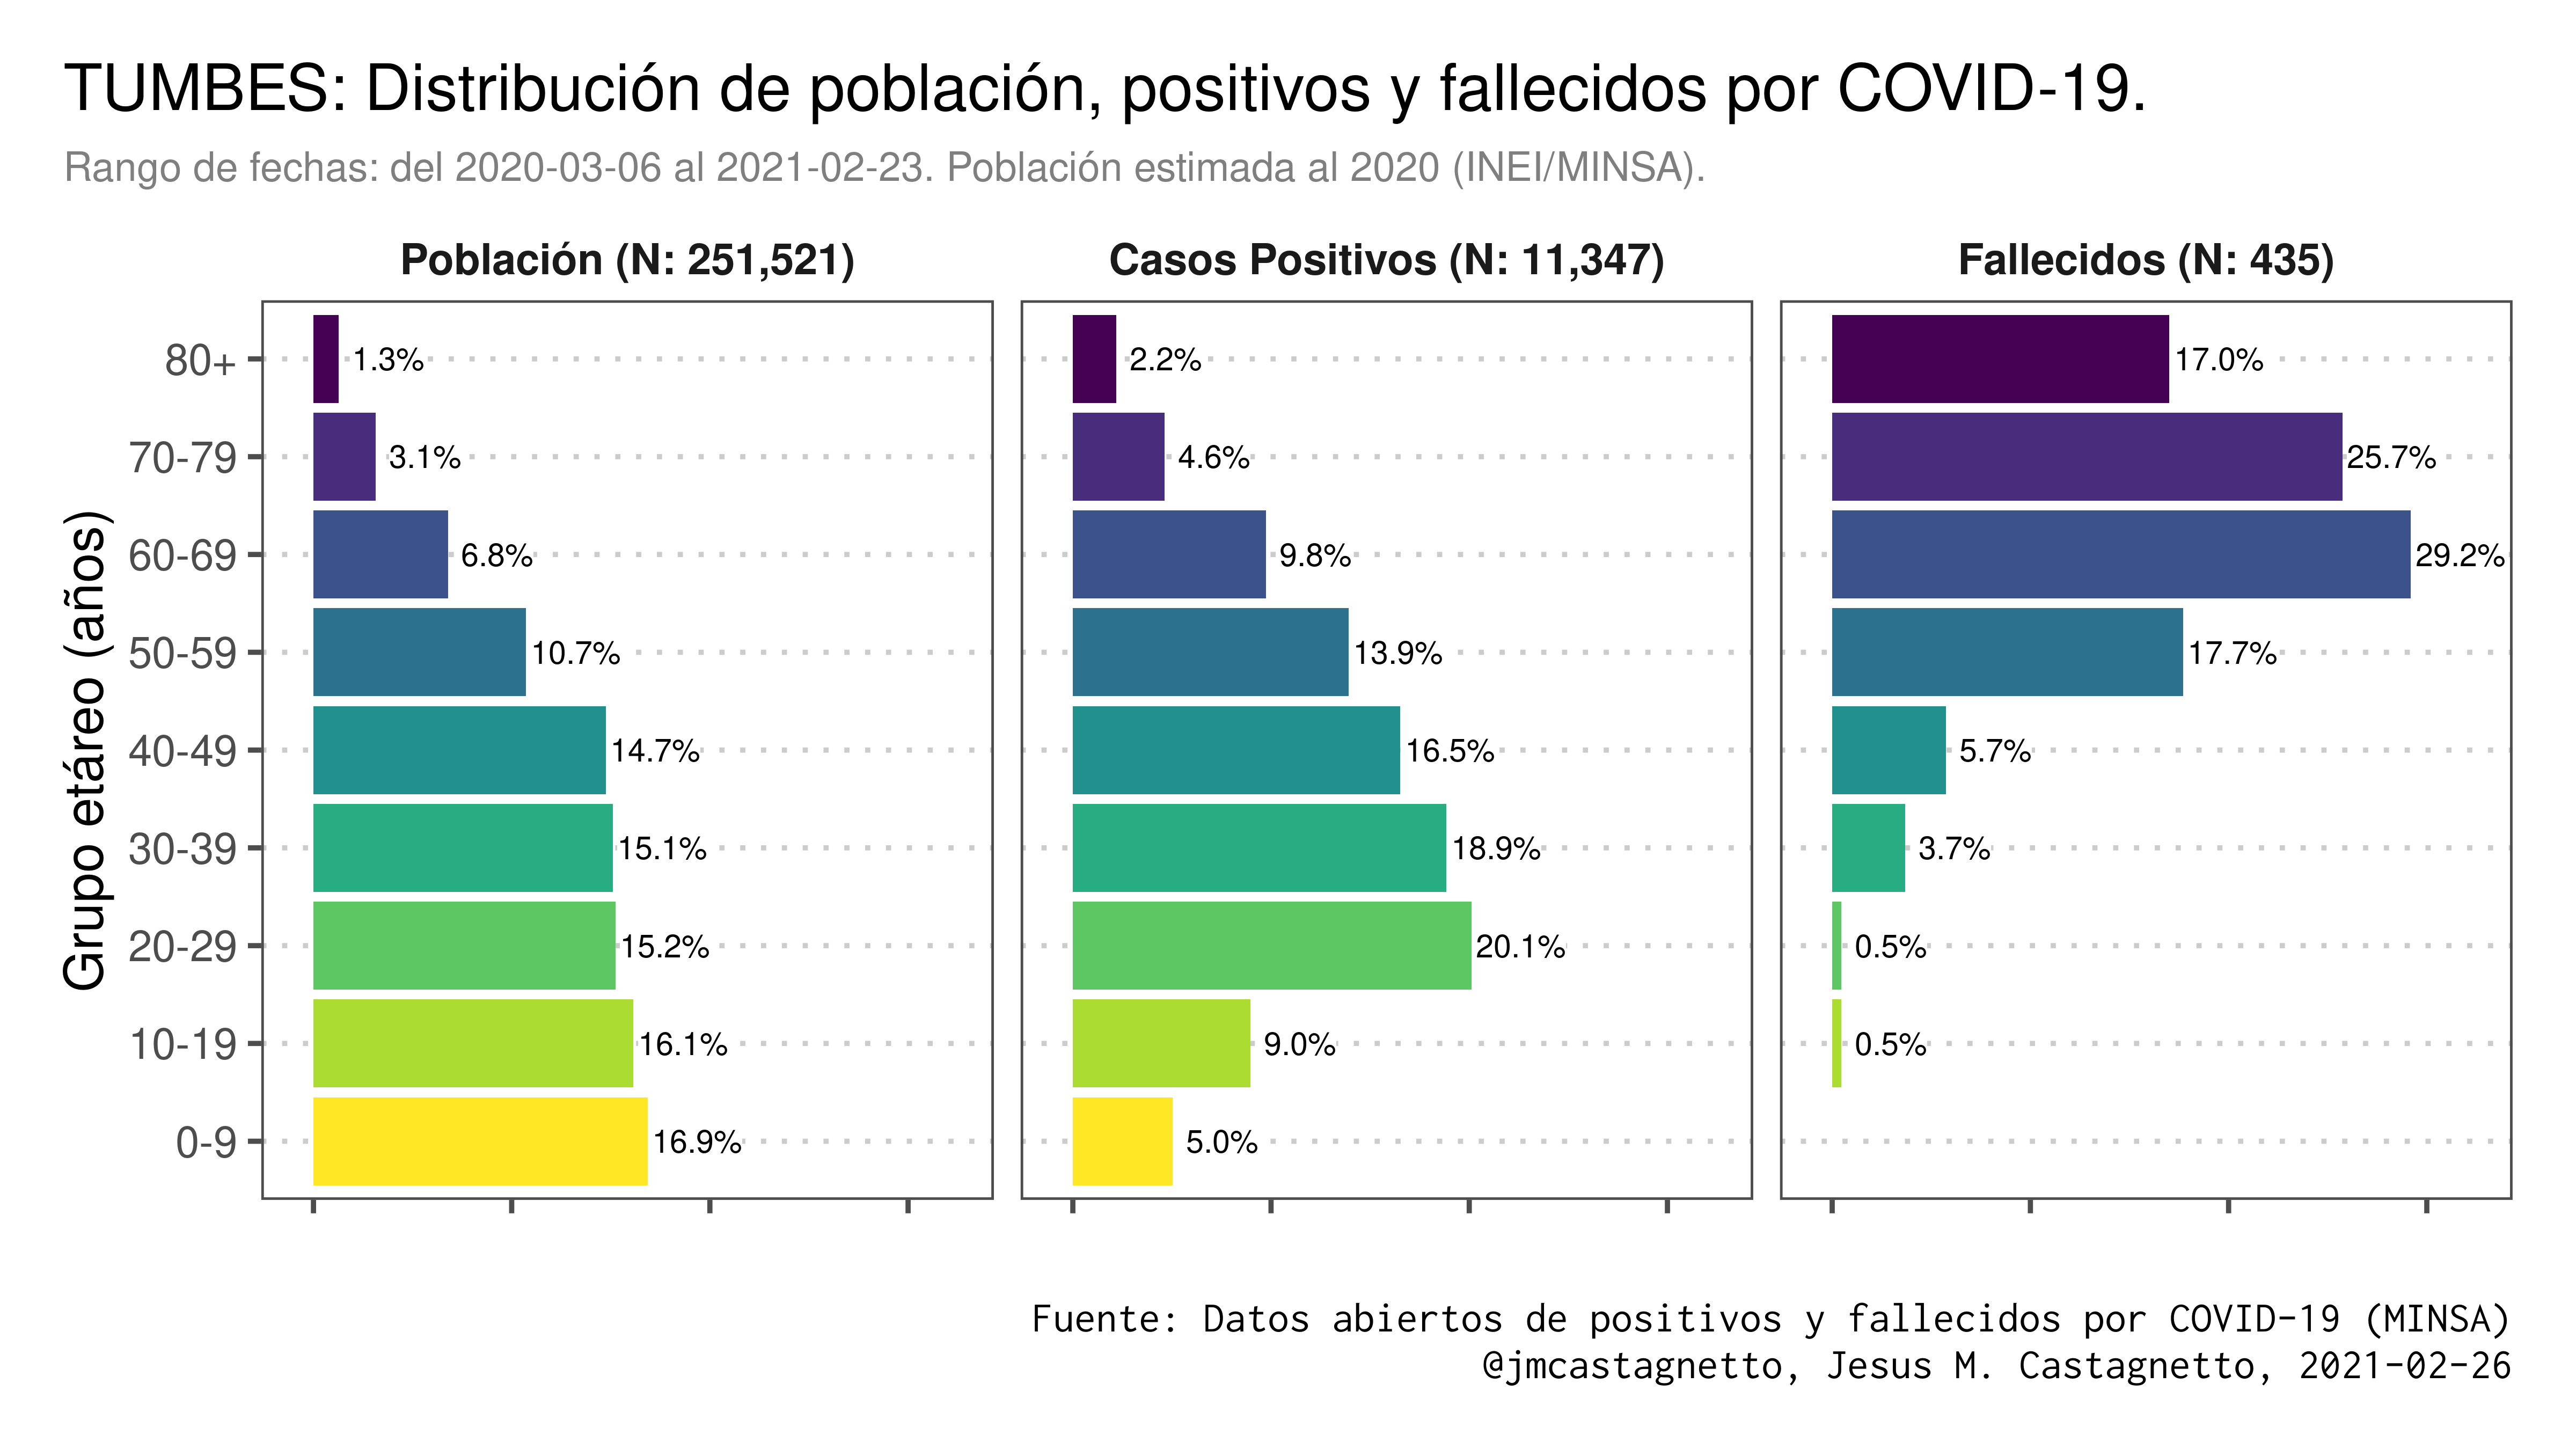 TUMBES: Distribución de población, positivos y fallecidos por COVID-19.
Rango de fechas: del 2020-03-06 al 2021-02-23. Población estimada al 2020 (INEI/MINSA).
Población (N: 251,521)
Casos Positivos (N: 11,347)
Fallecidos (N: 435)
Grupo etáreo (años)
80+ 1.3% 2.2% 17.0%
70-79 3.1% 4.6% 25.7%
60-69 6.8% 9.8% 29.2%
50-59 10.7% 13.9% 17.7%
40-49 14.7% 16.5% 5.7%
30-39 15.1% 18.9% 3.7%
20-29 15.2% 20.1% 0.5%
10-19 16.1% 9.0% 0.5%
0-9 16.9% 5.0%
Fuente: Datos abiertos de positivos y fallecidos por COVID-19 (MINSA)
@jmcastagnetto, Jesus M. Castagnetto, 2021-02-26